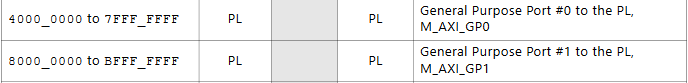 4000_0000 to 7FFF_FFFF PL PL General Purpose Port #0 to the PL,
M_AXI_GP0
8000_0000 to BFFF_FFFF PL PL General Purpose Port #1 to the PL,
M_AXI_GP1